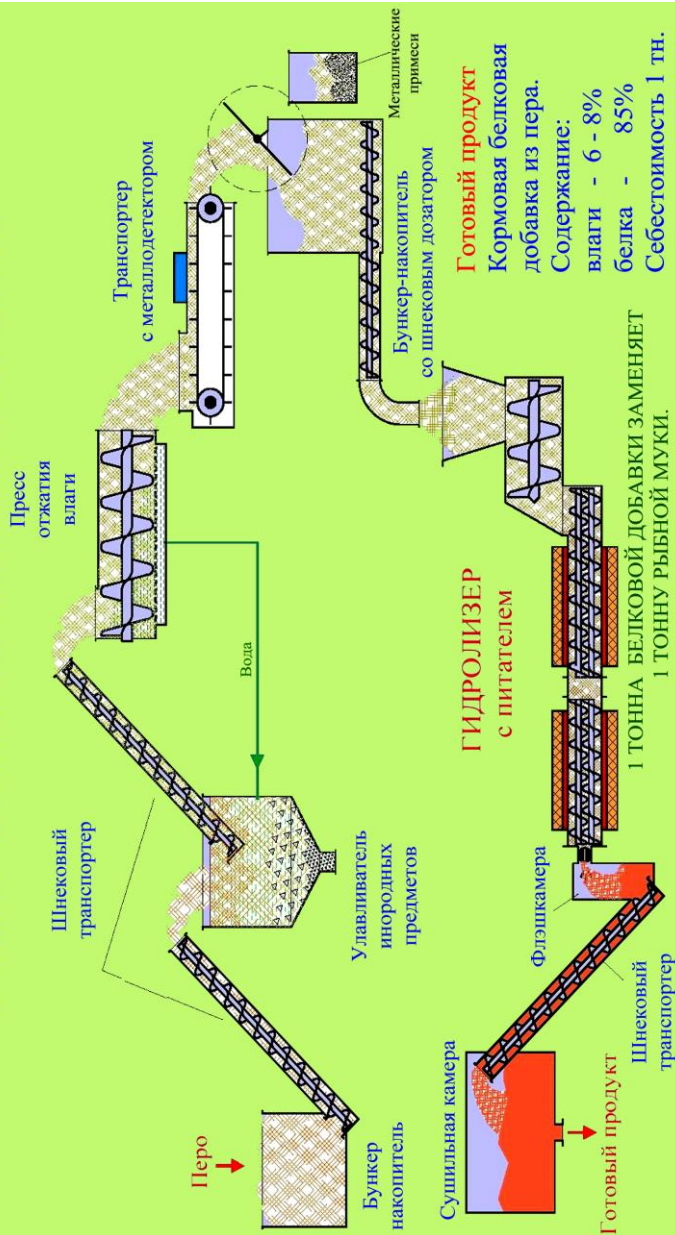 Перо
Бункер
накопитель
Шнековый
транспортер
Улавливатель
инородных
предметов
Вода
Пресс
отжатия
влаги
Транспортер
с металлодетектором
Металлические
примеси
Бункер-накопитель
со шнековым дозатором
ГИДРОЛИЗЕР
с питателем
Флэшкамера
Шнековый
транспортер
Сушильная камера
Готовый продукт
1 ТОННА БЕЛКОВОЙ ДОБАВКИ ЗАМЕНЯЕТ
1 ТОННУ РЫБНОЙ МУКИ.
Готовый продукт
Кормовая белковая
добавка из пера.
Содержание:
влаги - 6 - 8%
белка - 85%
Себестоимость 1 тн.